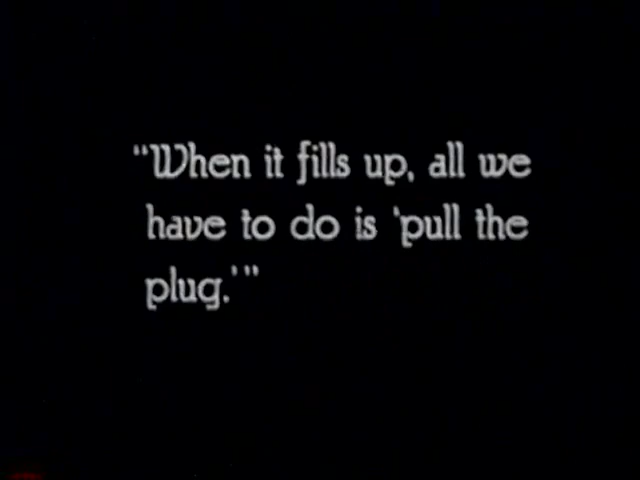 "When it fills up, all we
have to do is 'pull the
plug.'"